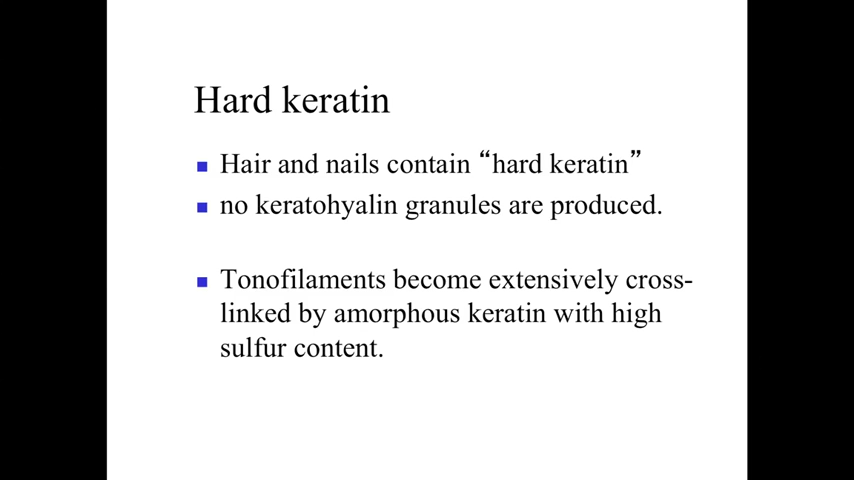 Hard keratin
Hair and nails contain “hard keratin”
no keratohyalin granules are produced.
Tonofilaments become extensively cross-
linked by amorphous keratin with high
sulfur content.